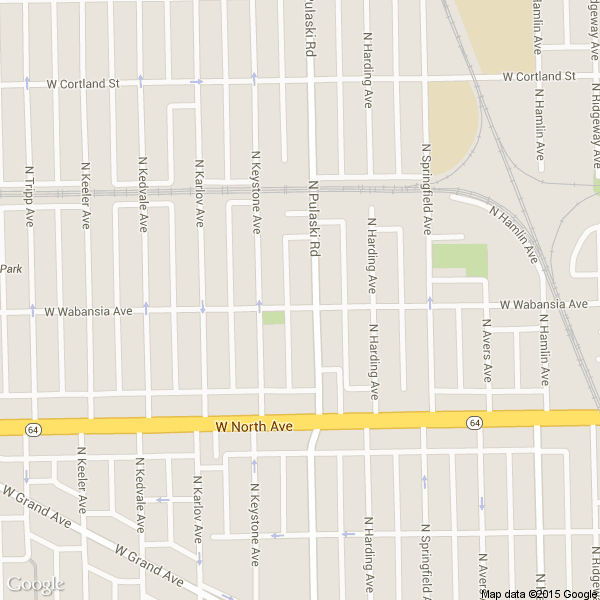 N Pulaski Rd
N Harding Ave
N Hamlin Ave
N Ridgeway Ave
W Cortland St
W Cortland St
N Tripp Ave
N Keeler Ave
N Kedvale Ave
N Karlov Ave
N Keystone Ave
N Pulaski Rd
N Springfield Ave
N Hamlin Ave
N Harding Ave
Park
W Wabansia Ave
W Wabansia Ave
N Harding Ave
N Avers Ave
N Hamlin Ave
64
W North Ave
64
N Keeler Ave
N Kedvale Ave
N Karlov Ave
N Keystone Ave
W Grand Ave
W Grand Ave
N Harding Ave
N Springfield A
N Avers
N H
N Ridge
Google
Map data ©2015 Google